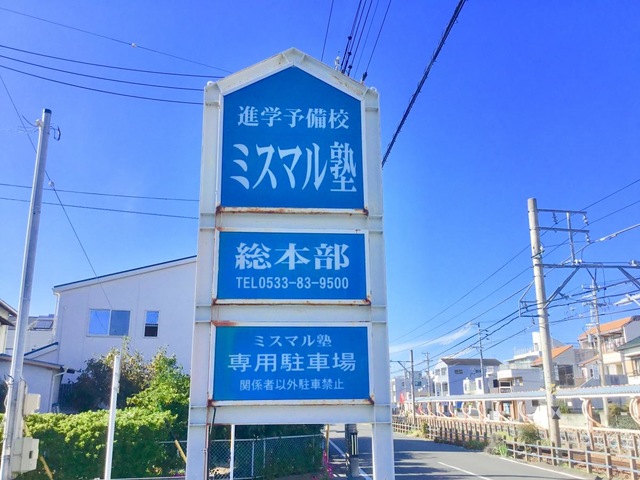 進学予備校
ミスマル塾
総本部
TEL0533-83-9500
ミスマル塾
専用駐車場
関係者以外駐車禁止